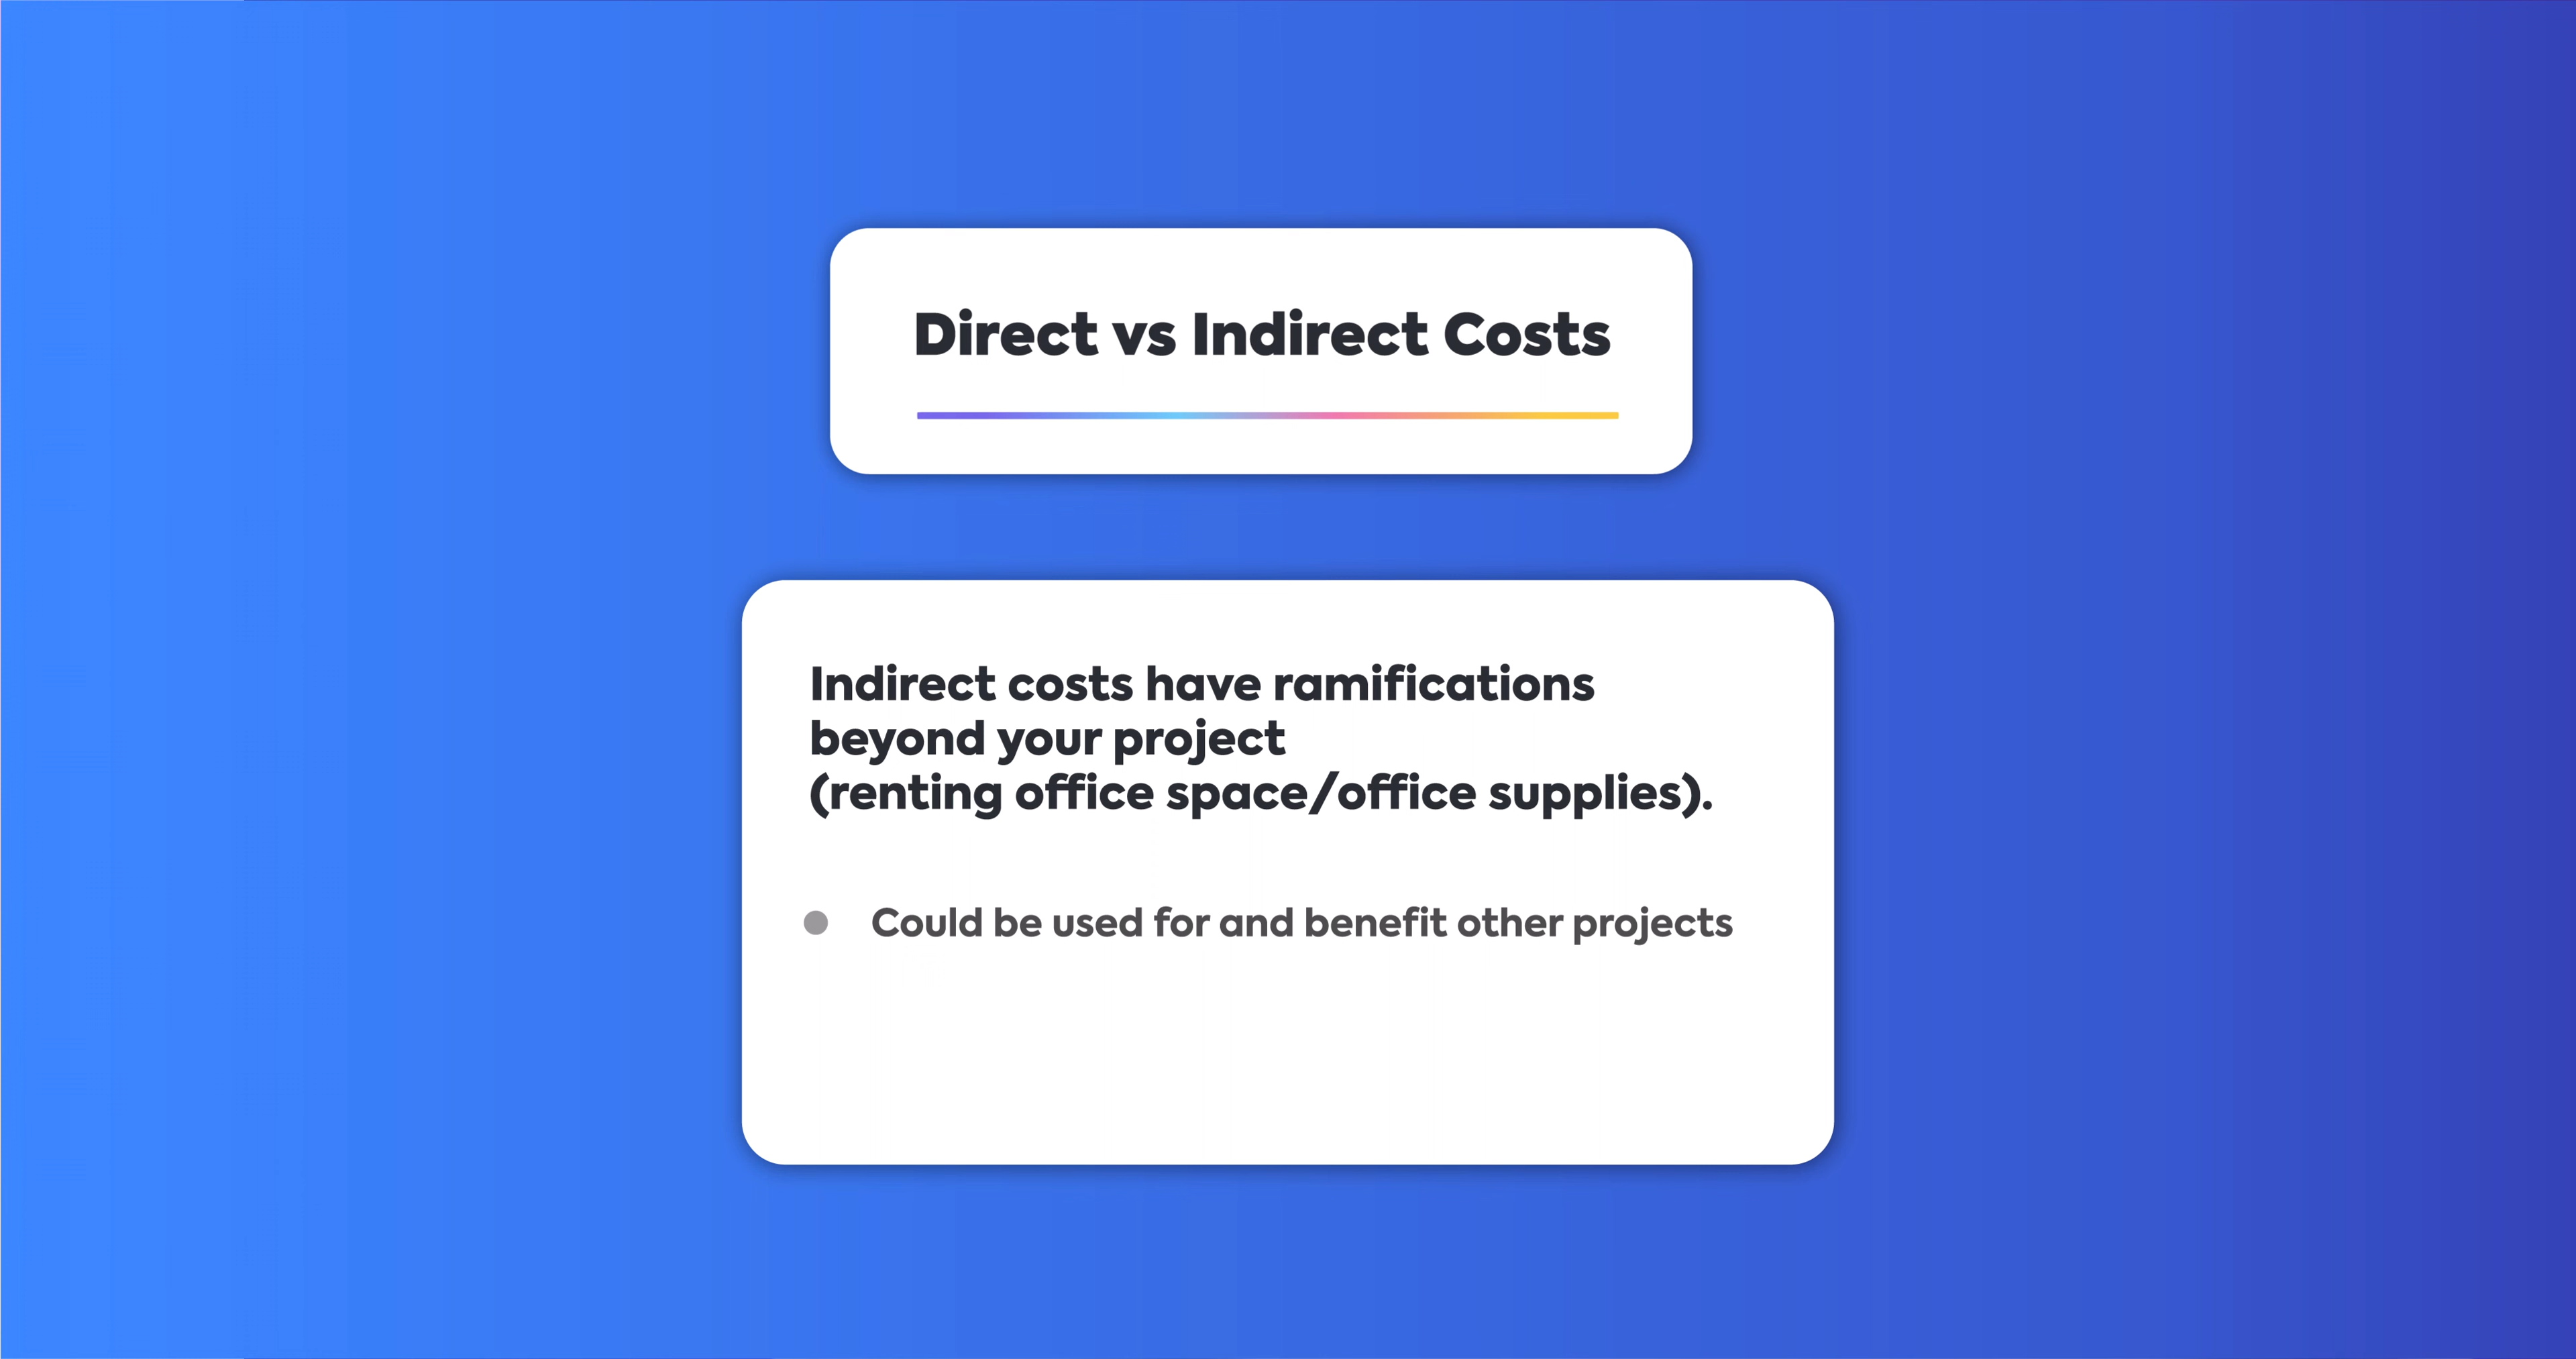 Direct vs Indirect Costs
Indirect costs have ramifications
beyond your project
(renting office space/office supplies).
Could be used for and benefit other projects